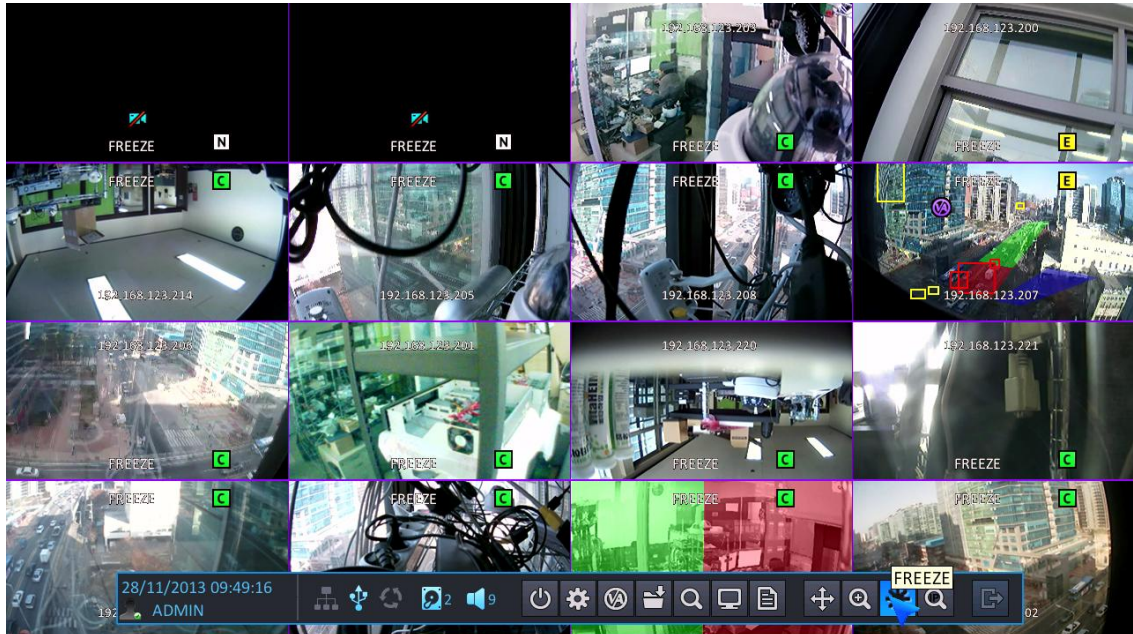 192.168.123.203
192.168.123.200
FREEZE N
FREEZE N
FREEZE C
FREEZE E
FREEZE C
FREEZE C
FREEZE C
FREEZE E
VA
192.168.123.214
192.168.123.205
192.168.123.208
192.168.123.207
192.168.123.206
192.168.123.201
192.168.123.220
192.168.123.221
FREEZE C
FREEZE C
FREEZE C
FREEZE C
FREEZE C
FREEZE C
FREEZE C
FREEZE
28/11/2013 09:49:16
2
9
VA
192
ADMIN
02